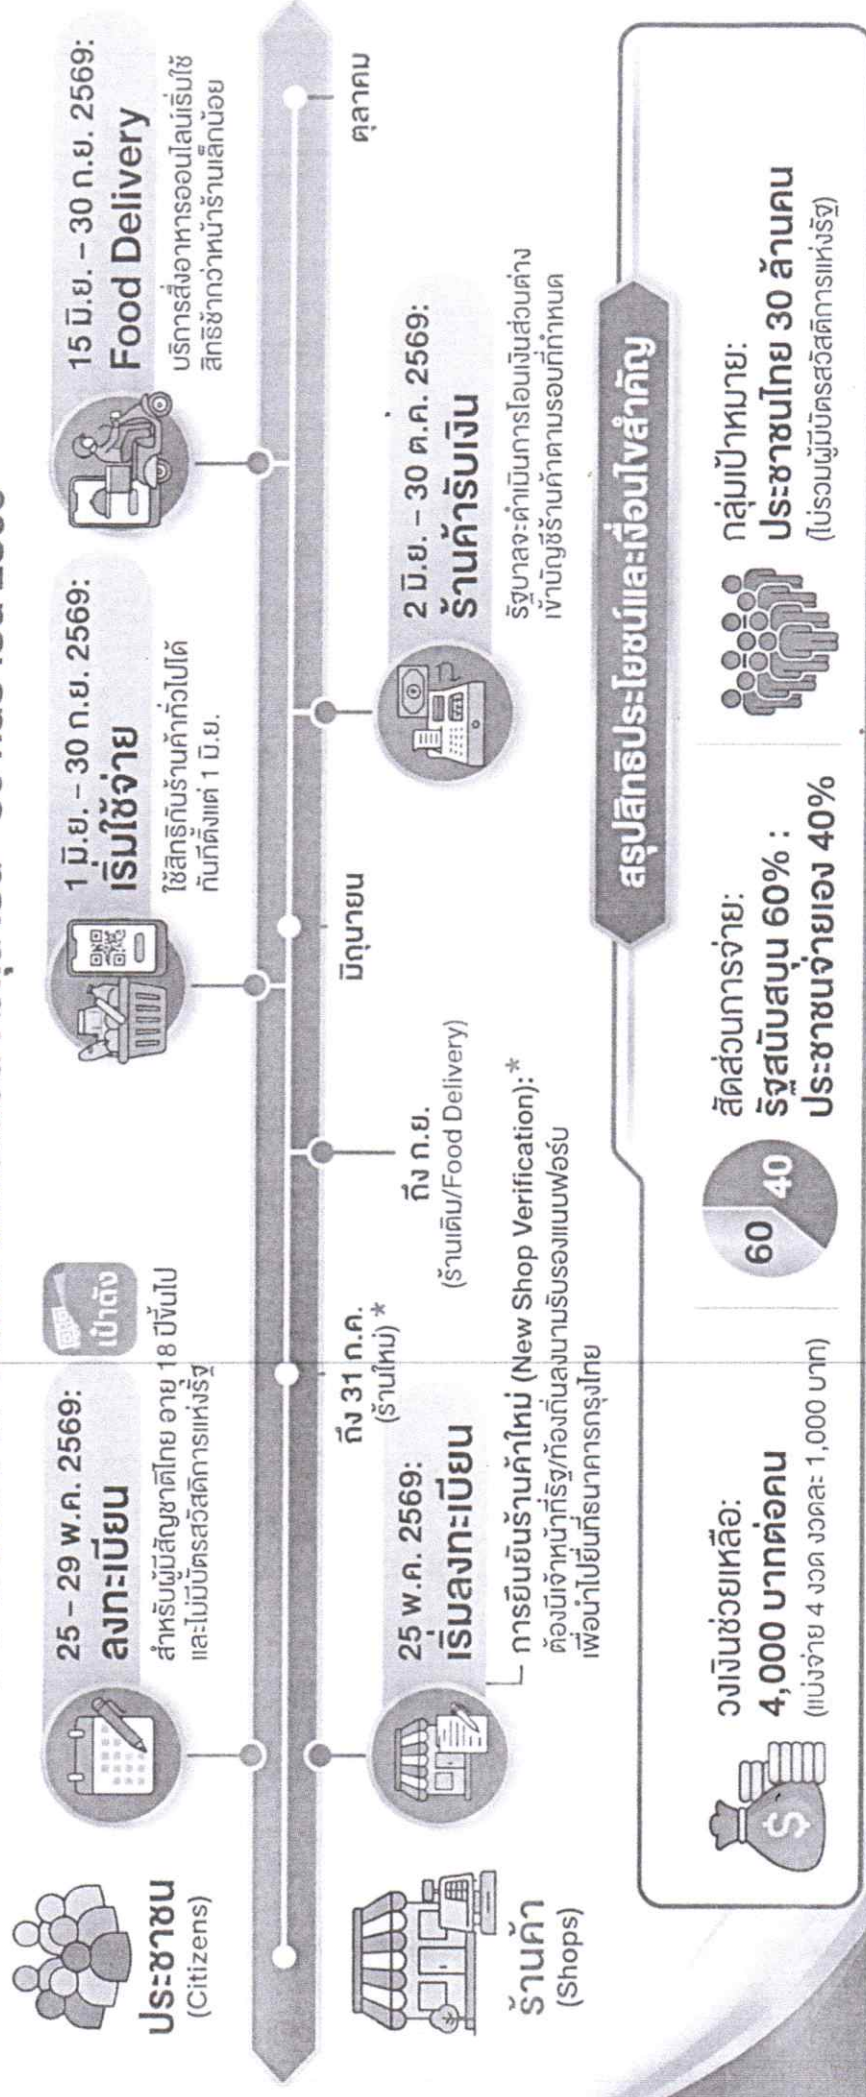 ประชาชน
(Citizens)
25 – 29 พ.ค. 2569:
ลงทะเบียน
สำหรับผู้มีสัญชาติไทย อายุ 18 ปีขึ้นไป
และไม่มีบัตรสวัสดิการแห่งรัฐ
เป๋าตัง
1 มิ.ย. – 30 ก.ย. 2569:
เริ่มใช้จ่าย
ใช้สิทธิกับร้านค้าทั่วไปได้
ทันทีตั้งแต่ 1 มิ.ย.
15 มิ.ย. – 30 ก.ย. 2569:
Food Delivery
บริการสั่งอาหารออนไลน์เริ่มใช้
สิทธิช้ากว่าหน้าร้านเล็กน้อย
ถึง 31 ก.ค.
(ร้านใหม่)*
ถึง ก.ย.
(ร้านเดิม/Food Delivery)
มิถุนายน
ตุลาคม
ร้านค้า
(Shops)
25 พ.ค. 2569:
เริ่มลงทะเบียน
การยืนยันร้านค้าใหม่ (New Shop Verification):*
ต้องมีเจ้าหน้าที่รัฐ/ท้องถิ่นลงนามรับรองแบบฟอร์ม
เพื่อนำไปยื่นที่ธนาคารกรุงไทย
2 มิ.ย. – 30 ต.ค. 2569:
ร้านค้ารับเงิน
รัฐบาลจะดำเนินการโอนเงินส่วนต่าง
เข้าบัญชีร้านค้าตามรอบที่กำหนด
สรุปสิทธิประโยชน์และเงื่อนไขสำคัญ
วงเงินช่วยเหลือ:
4,000 บาทต่อคน
(แบ่งจ่าย 4 งวด งวดละ 1,000 บาท)
60
40
สัดส่วนการจ่าย:
รัฐสนับสนุน 60% :
ประชาชนจ่ายเอง 40%
กลุ่มเป้าหมาย:
ประชาชนไทย 30 ล้านคน
(ไม่รวมผู้มีบัตรสวัสดิการแห่งรัฐ)